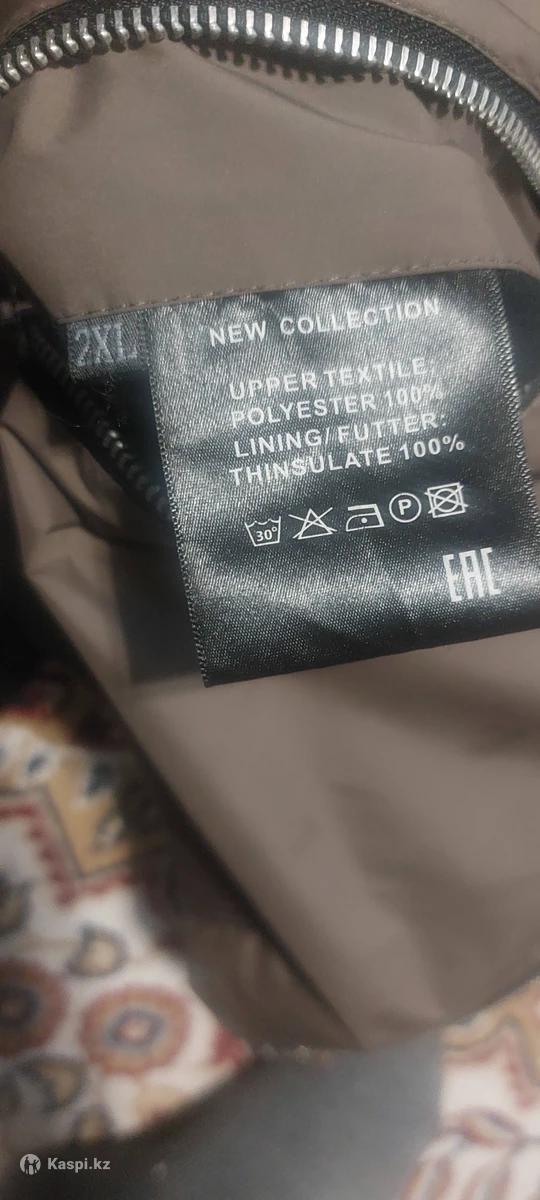 2XL
NEW COLLECTION
UPPER TEXTILE:
POLYESTER 100%
LINING/FUTTER:
THINSULATE 100%
30°
P
EAC
Kaspi.kz